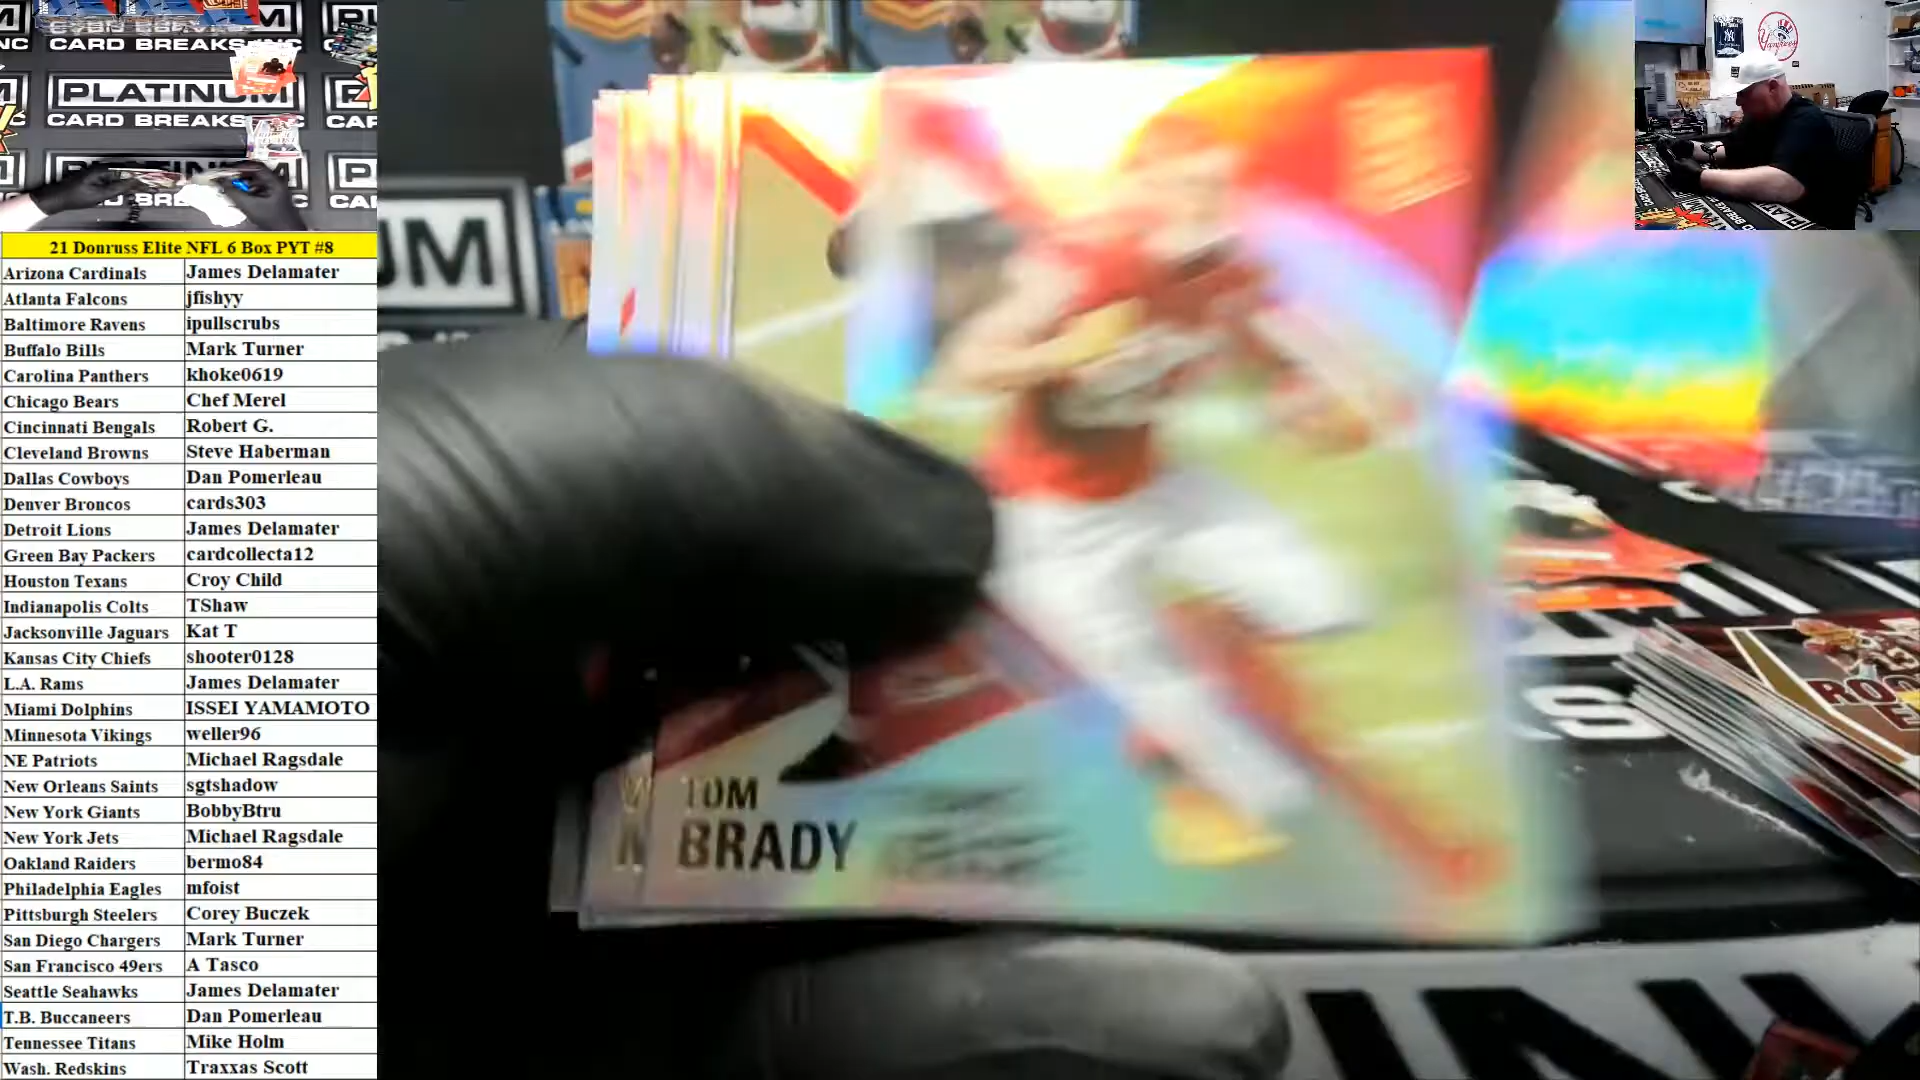 PLATINUM
CARD BREAKS
21 Donruss Elite NFL 6 Box PYT #8
Arizona Cardinals James Delamater
Atlanta Falcons jfishyy
Baltimore Ravens ipullscrubs
Buffalo Bills Mark Turner
Carolina Panthers khoke0619
Chicago Bears Chef Merel
Cincinnati Bengals Robert G.
Cleveland Browns Steve Haberman
Dallas Cowboys Dan Pomerleau
Denver Broncos cards303
Detroit Lions James Delamater
Green Bay Packers cardcollecta12
Houston Texans Croy Child
Indianapolis Colts TShaw
Jacksonville Jaguars Kat T
Kansas City Chiefs shooter0128
L.A. Rams James Delamater
Miami Dolphins ISSEI YAMAMOTO
Minnesota Vikings weller96
NE Patriots Michael Ragsdale
New Orleans Saints sgtshadow
New York Giants BobbyBtru
New York Jets Michael Ragsdale
Oakland Raiders bermo84
Philadelphia Eagles mfoist
Pittsburgh Steelers Corey Buczek
San Diego Chargers Mark Turner
San Francisco 49ers A Tasco
Seattle Seahawks James Delamater
T.B. Buccaneers Dan Pomerleau
Tennessee Titans Mike Holm
Wash. Redskins Traxxas Scott
TOM
BRADY